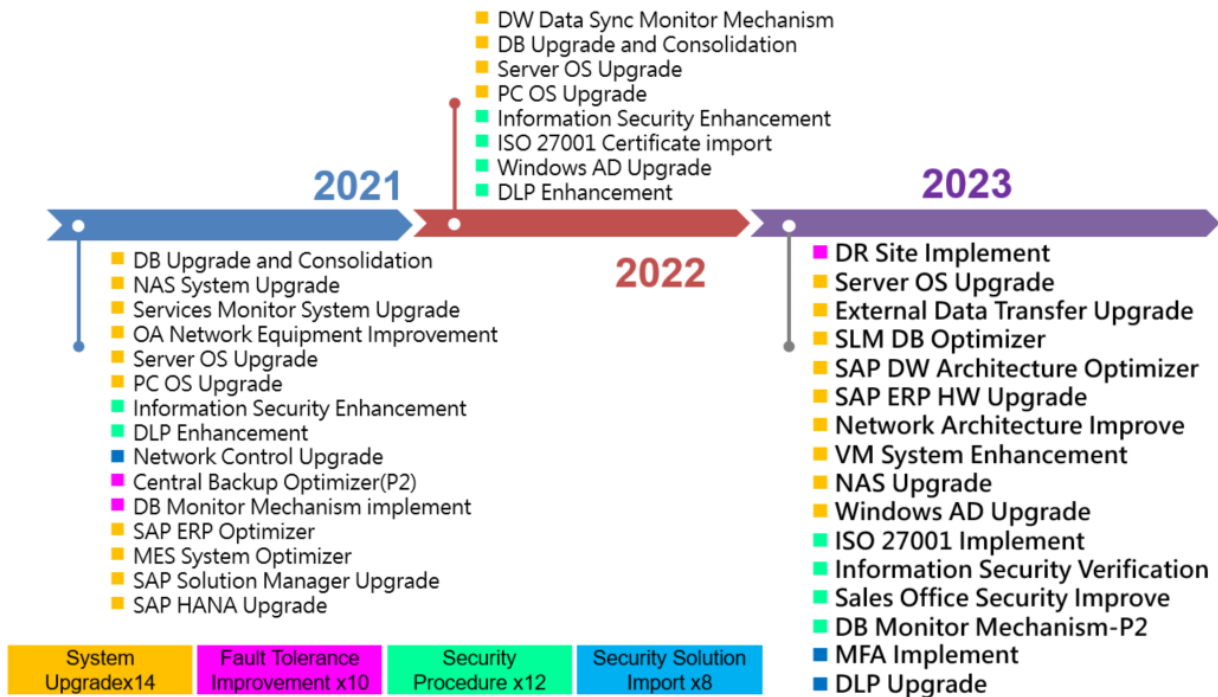 DW Data Sync Monitor Mechanism
DB Upgrade and Consolidation
Server OS Upgrade
PC OS Upgrade
Information Security Enhancement
ISO 27001 Certificate import
Windows AD Upgrade
DLP Enhancement
2021
2022
2023
DB Upgrade and Consolidation
NAS System Upgrade
Services Monitor System Upgrade
OA Network Equipment Improvement
Server OS Upgrade
PC OS Upgrade
Information Security Enhancement
DLP Enhancement
Network Control Upgrade
Central Backup Optimizer(P2)
DB Monitor Mechanism implement
SAP ERP Optimizer
MES System Optimizer
SAP Solution Manager Upgrade
SAP HANA Upgrade
DR Site Implement
Server OS Upgrade
External Data Transfer Upgrade
SLM DB Optimizer
SAP DW Architecture Optimizer
SAP ERP HW Upgrade
Network Architecture Improve
VM System Enhancement
NAS Upgrade
Windows AD Upgrade
ISO 27001 Implement
Information Security Verification
Sales Office Security Improve
DB Monitor Mechanism-P2
MFA Implement
DLP Upgrade
System
Upgradex14
Fault Tolerance
Improvement x10
Security
Procedure x12
Security Solution
Import x8